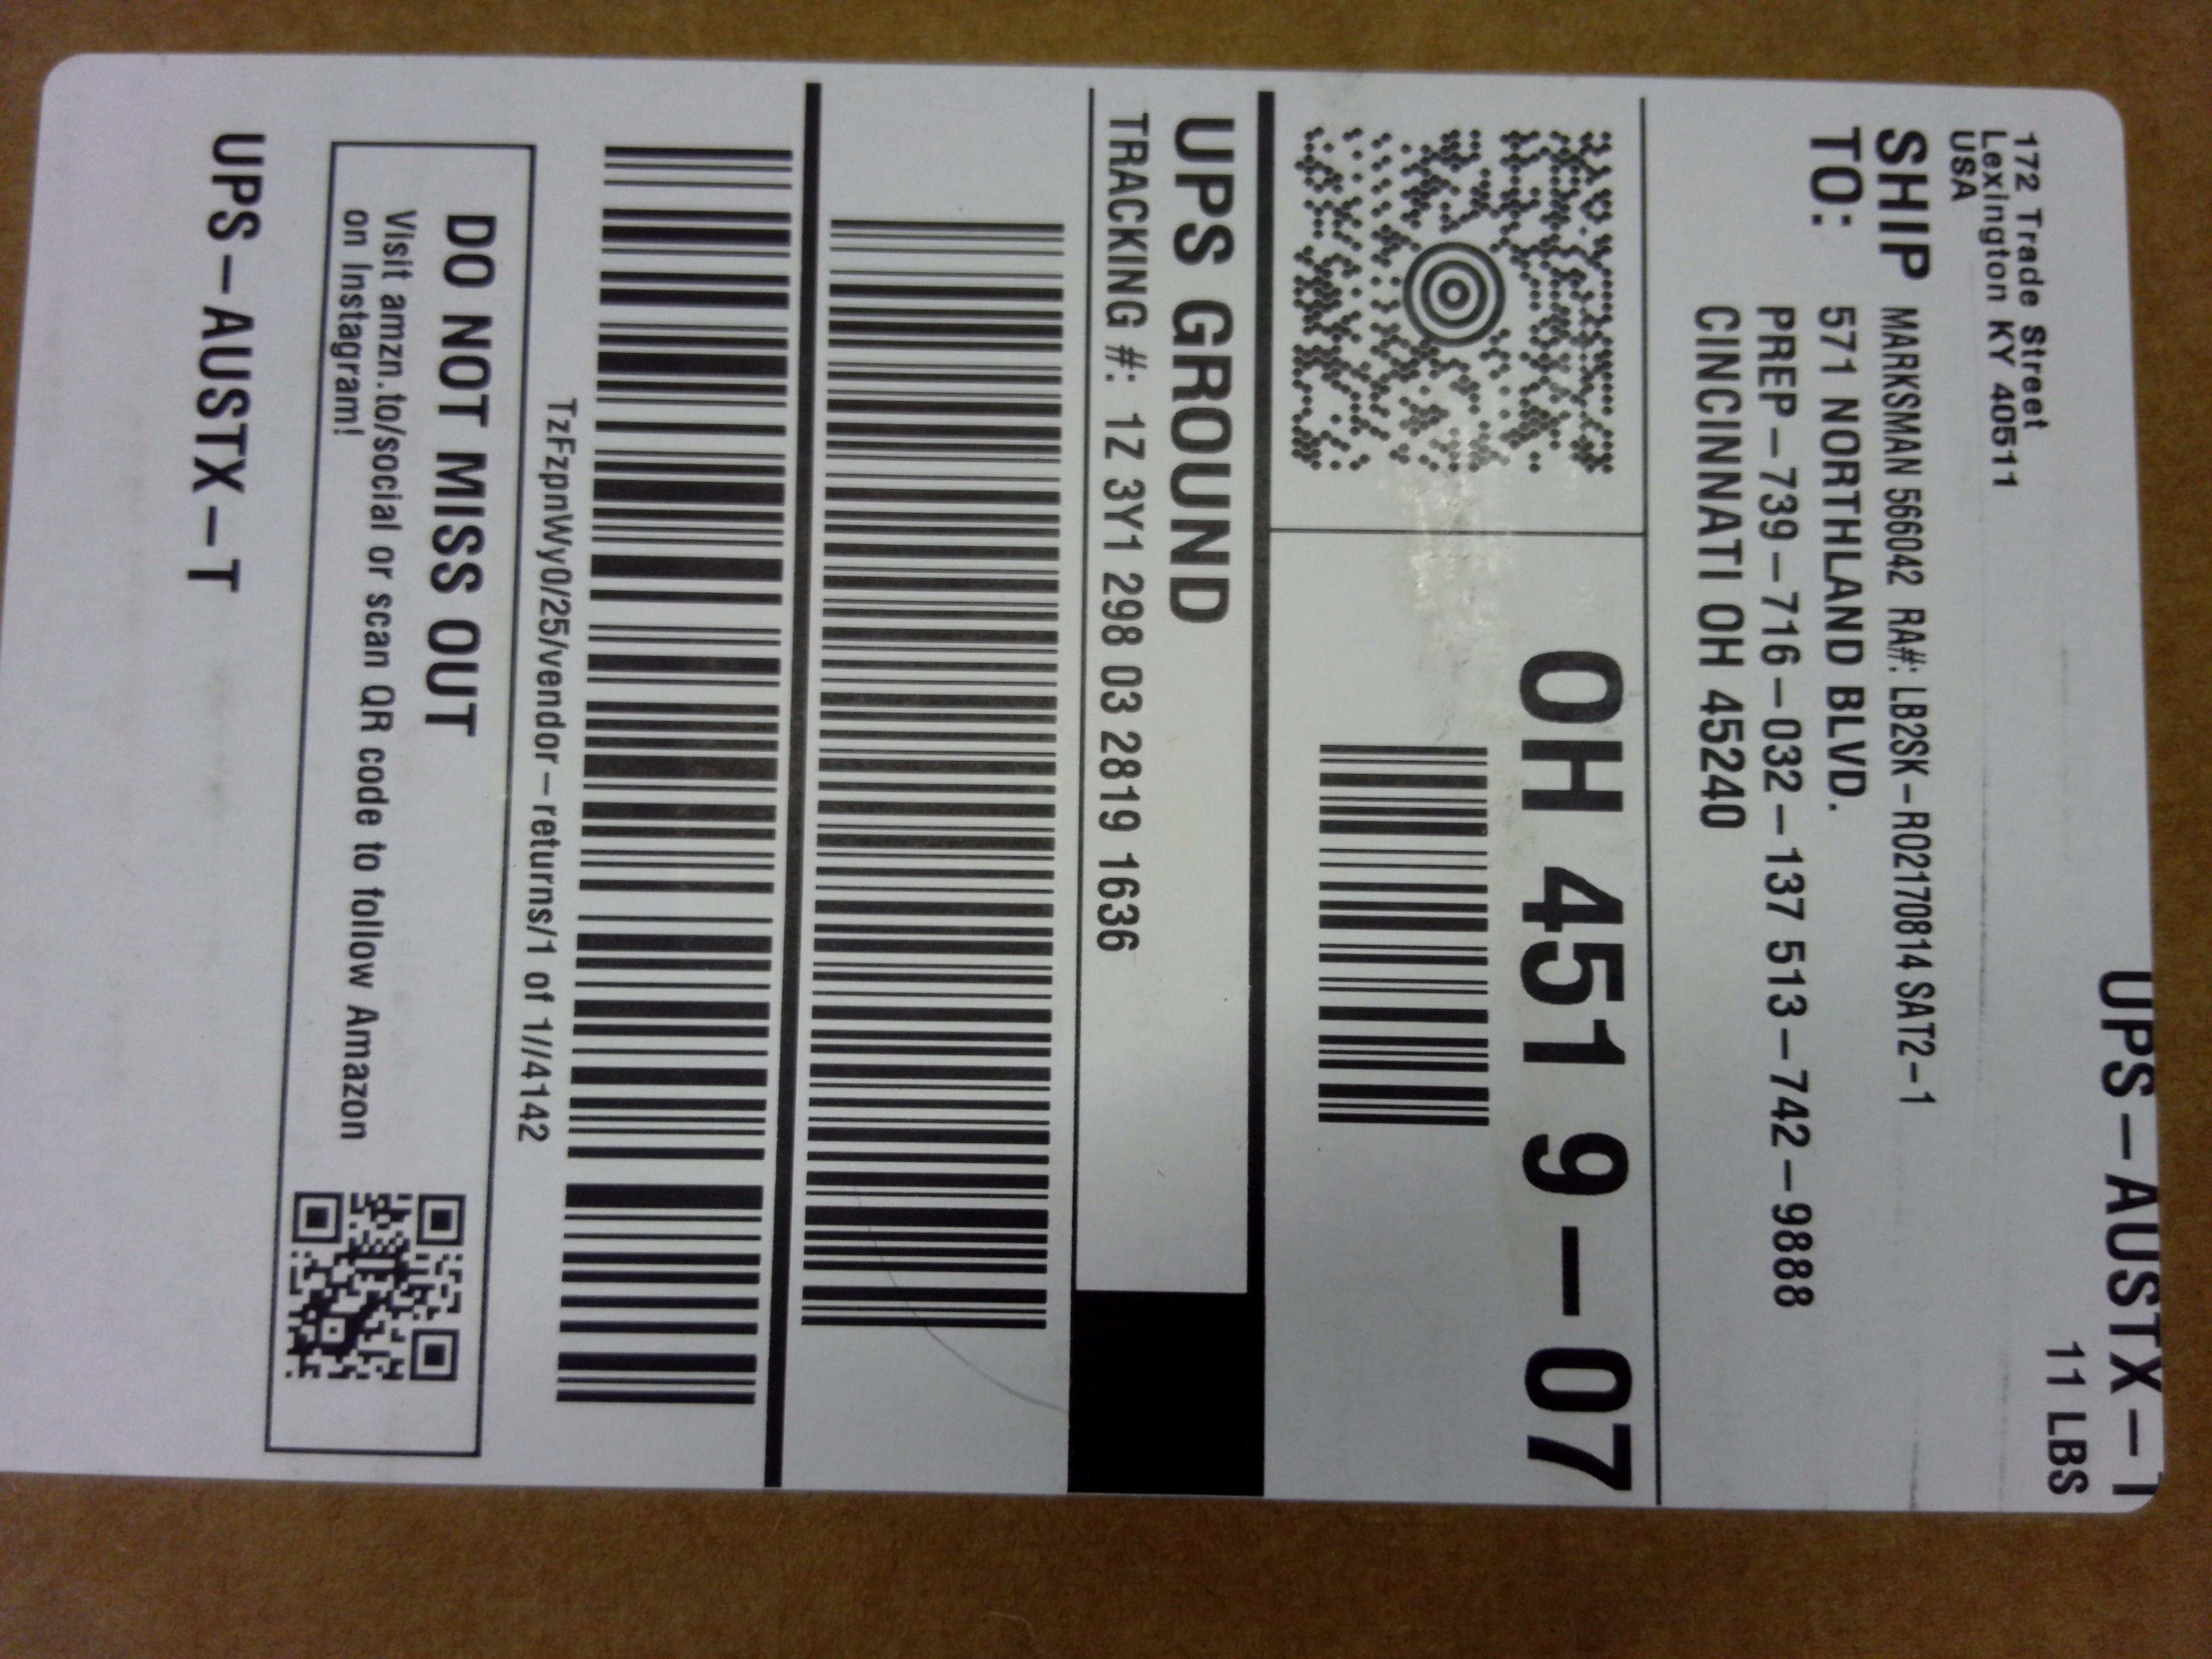 UPS-AUSTX-T
11 LBS
172 Trade Street
Lexington KY 40511
USA
SHIP TO:
MARKSMAN 566042 RA#: LB2SK-R02170814 SAT2-1
571 NORTHLAND BLVD.
PREP-739-716-032-137 513-742-9888
CINCINNATI OH 45240
OH 451 9-07
UPS GROUND
TRACKING #: 1Z 3Y1 298 03 2819 1636
TzFzpnWy0/25/vendor-returns/1 of 1//4142
DO NOT MISS OUT
Visit amzn.to/social or scan QR code to follow Amazon
on Instagram!
UPS-AUSTX-T